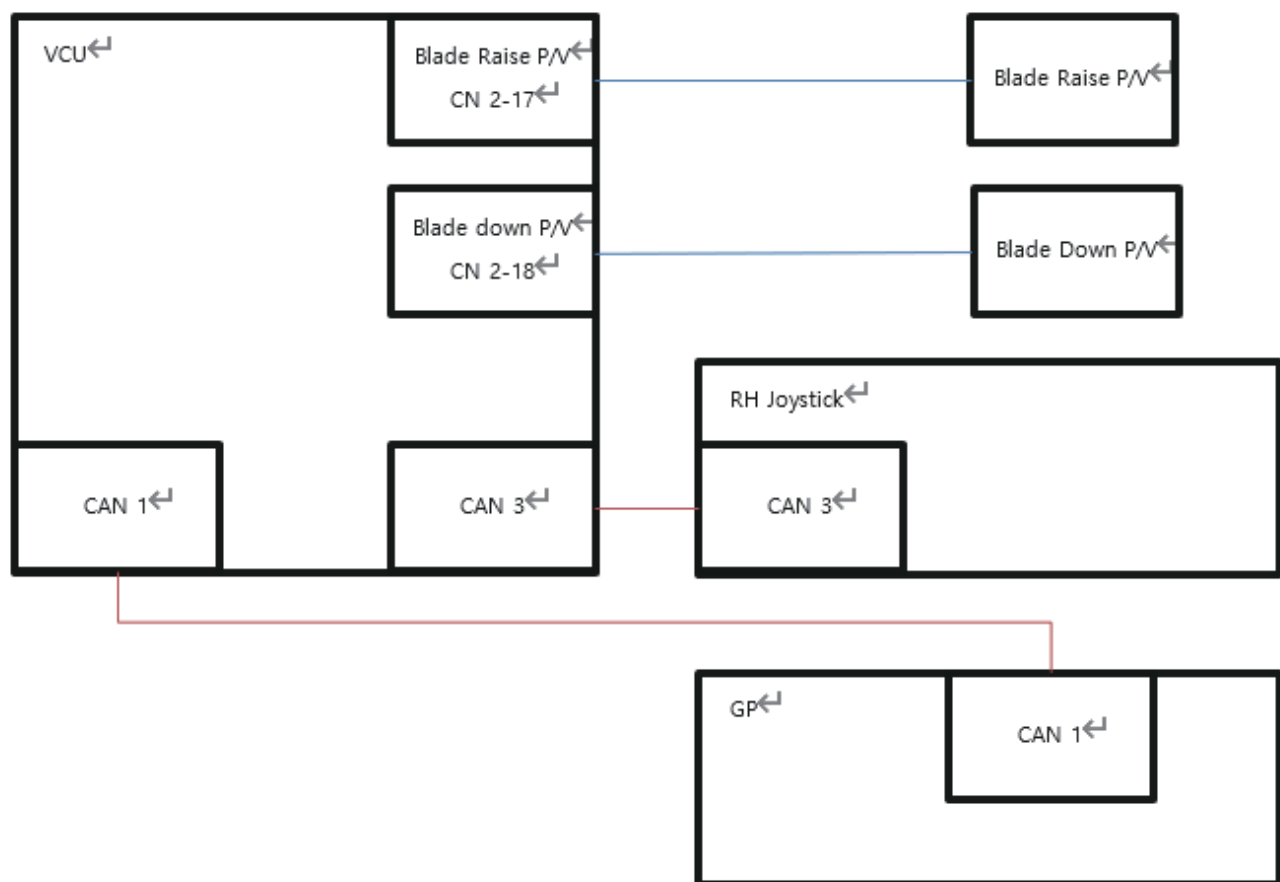 VCU
Blade Raise P/V
CN 2-17
Blade Raise P/V
Blade down P/V
CN 2-18
Blade Down P/V
RH Joystick
CAN 1
CAN 3
CAN 3
GP
CAN 1